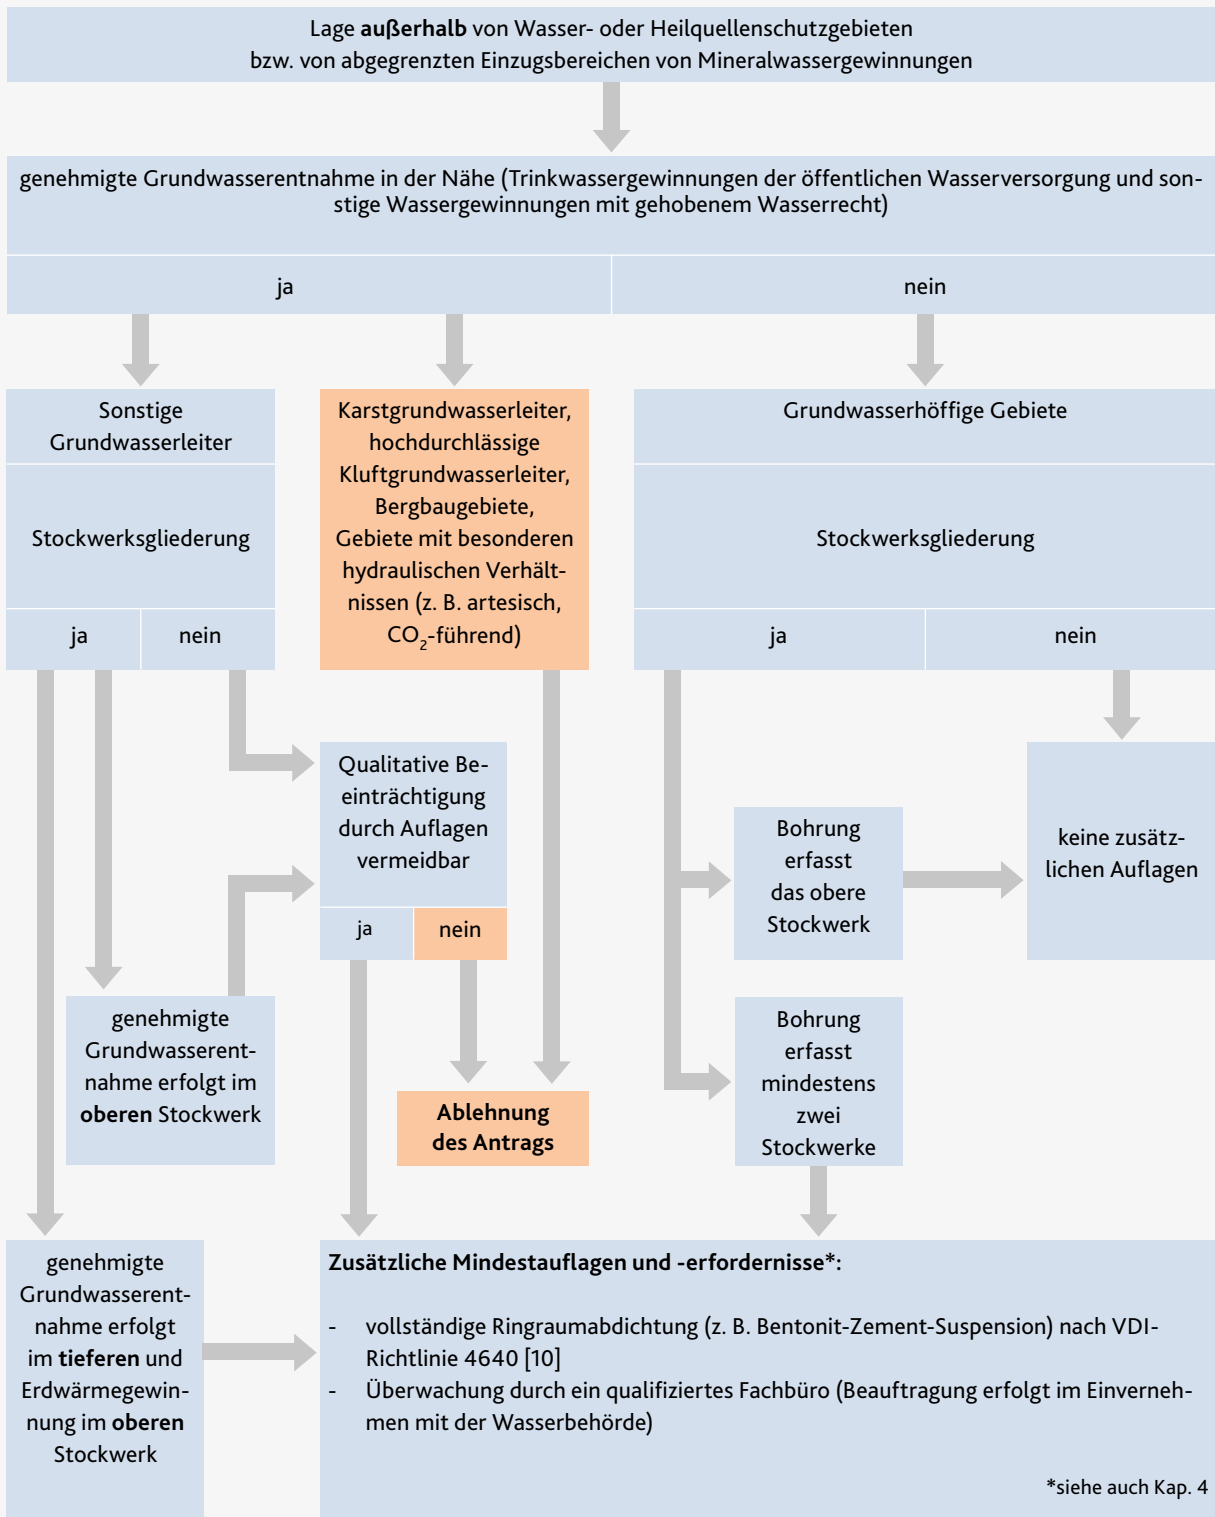 Lage außerhalb von Wasser- oder Heilquellenschutzgebieten
bzw. von abgegrenzten Einzugsbereichen von Mineralwassergewinnungen
genehmigte Grundwasserentnahme in der Nähe (Trinkwassergewinnungen der öffentlichen Wasserversorgung und son-
stige Wassergewinnungen mit gehobenem Wasserrecht)
ja
nein
Sonstige
Grundwasserleiter
Stockwerksgliederung
ja
nein
Karstgrundwasserleiter,
hochdurchlässige
Kluftgrundwasserleiter,
Bergbaugebiete,
Gebiete mit besonderen
hydraulischen Verhält-
nissen (z. B. artesisch,
CO₂-führend)
Grundwasserhöffige Gebiete
Stockwerksgliederung
ja
nein
Qualitative Be-
einträchtigung
durch Auflagen
vermeidbar
ja
nein
Bohrung
erfasst
das obere
Stockwerk
keine zusätz-
lichen Auflagen
genehmigte
Grundwasserent-
nahme erfolgt im
oberen Stockwerk
Ablehnung
des Antrags
Bohrung
erfasst
mindestens
zwei
Stockwerke
genehmigte
Grundwasserent-
nahme erfolgt
im tieferen und
Erdwärmegewin-
nung im oberen
Stockwerk
Zusätzliche Mindestauflagen und -erfordernisse*:
- vollständige Ringraumabdichtung (z. B. Bentonit-Zement-Suspension) nach VDI-
Richtlinie 4640 [10]
- Überwachung durch ein qualifiziertes Fachbüro (Beauftragung erfolgt im Einverneh-
men mit der Wasserbehörde)
*siehe auch Kap. 4